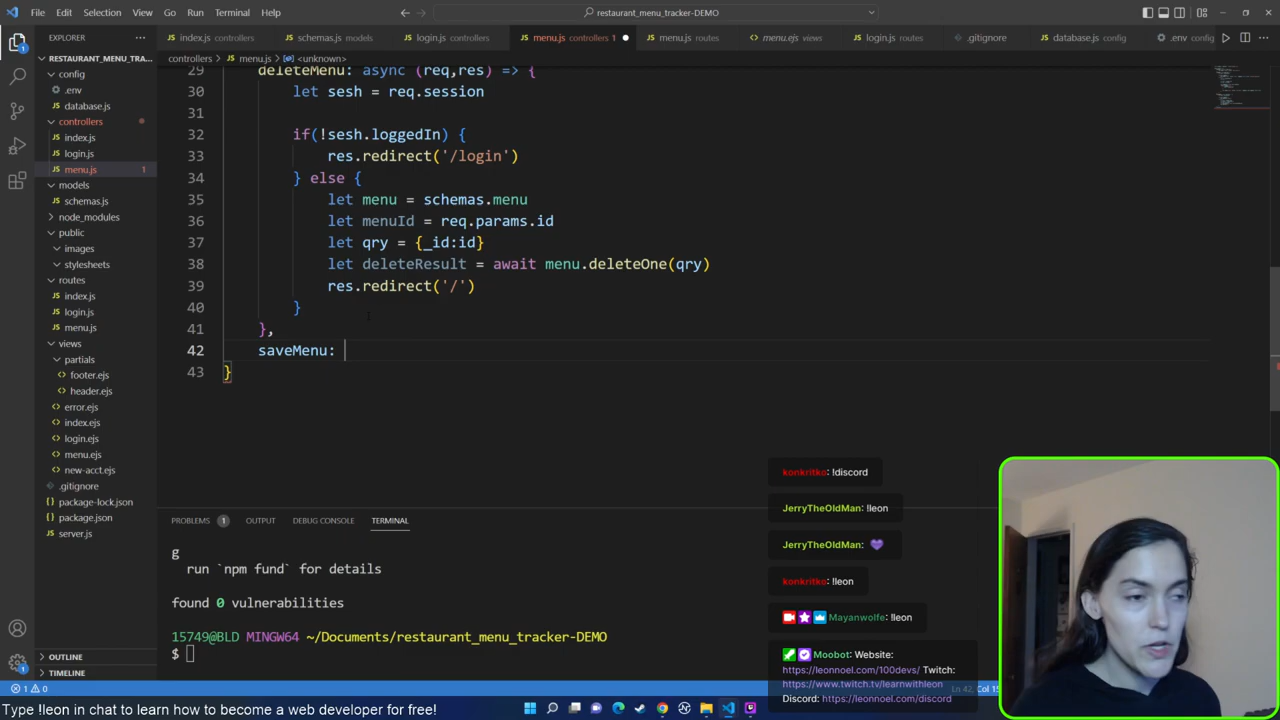 File Edit Selection View Go Run Terminal Help
restaurant_menu_tracker-DEMO
EXPLORER
index.js controllers
schemas.js models
login.js controllers
menu.js controllers 1
menu.js routes
menu.ejs views
login.js routes
.gitignore
database.js config
.env
RESTAURANT_MENU_TRA...
config
.env
database.js
controllers
index.js
login.js
menu.js 1
models
schemas.js
node_modules
public
images
stylesheets
routes
index.js
login.js
menu.js
views
partials
footer.ejs
header.ejs
error.ejs
index.ejs
login.ejs
menu.ejs
new-acct.ejs
.gitignore
package-lock.json
package.json
server.js
OUTLINE
TIMELINE
controllers > menu.js > <unknown>
29 deleteMenu: async (req,res) => {
30 let sesh = req.session
31
32 if(!sesh.loggedIn) {
33 res.redirect('/login')
34 } else {
35 let menu = schemas.menu
36 let menuId = req.params.id
37 let qry = {_id:id}
38 let deleteResult = await menu.deleteOne(qry)
39 res.redirect('/')
40 }
41 },
42 saveMenu:
43 }
PROBLEMS 1 OUTPUT DEBUG CONSOLE TERMINAL
g
run `npm fund` for details
found 0 vulnerabilities
15749@BLD MINGW64 ~/Documents/restaurant_menu_tracker-DEMO
$
konkritko: !discord
JerryTheOldMan: !leon
JerryTheOldMan:
konkritko: !leon
Mayanwolfe: !leon
Moobot: Website:
https://leonnoel.com/100devs/ Twitch:
https://www.twitch.tv/learnwithleon
Discord: https://leonnoel.com/discord
1 0
Ln 42, Col 15
Type !leon in chat to learn how to become a web developer for free!